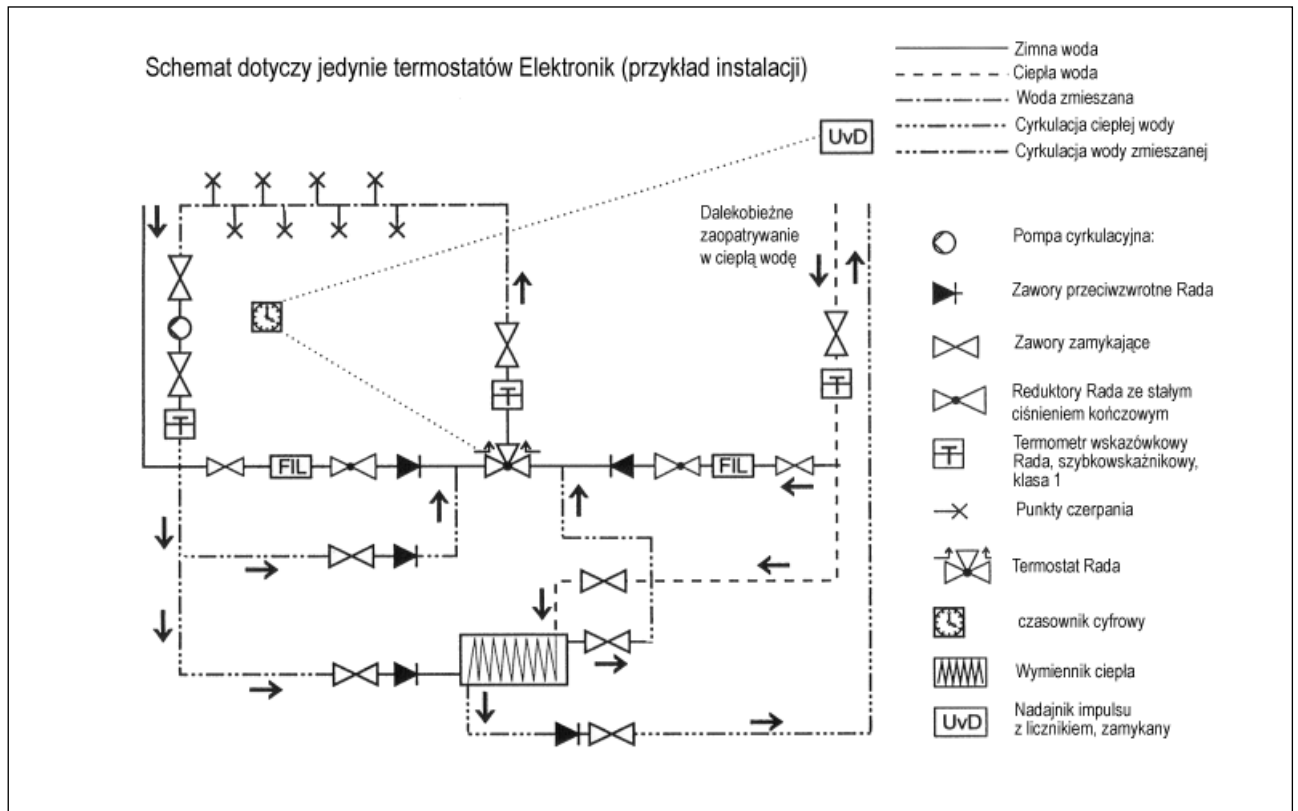 Schemat dotyczy jedynie termostatów Elektronik (przykład instalacji)
Zimna woda
Ciepła woda
Woda zmieszana
Cyrkulacja ciepłej wody
Cyrkulacja wody zmieszanej
UvD
Dalekobieżne
zaopatrywanie
w ciepłą wodę
T
T
T
FIL
FIL
Pompa cyrkulacyjna:
Zawory przeciwzwrotne Rada
Zawory zamykające
Reduktory Rada ze stałym
ciśnieniem kończowym
T
Termometr wskazówkowy
Rada, szybkowskaźnikowy,
klasa 1
Punkty czerpania
Termostat Rada
czasownik cyfrowy
Wymiennik ciepła
UvD
Nadajnik impulsu
z licznikiem, zamykany